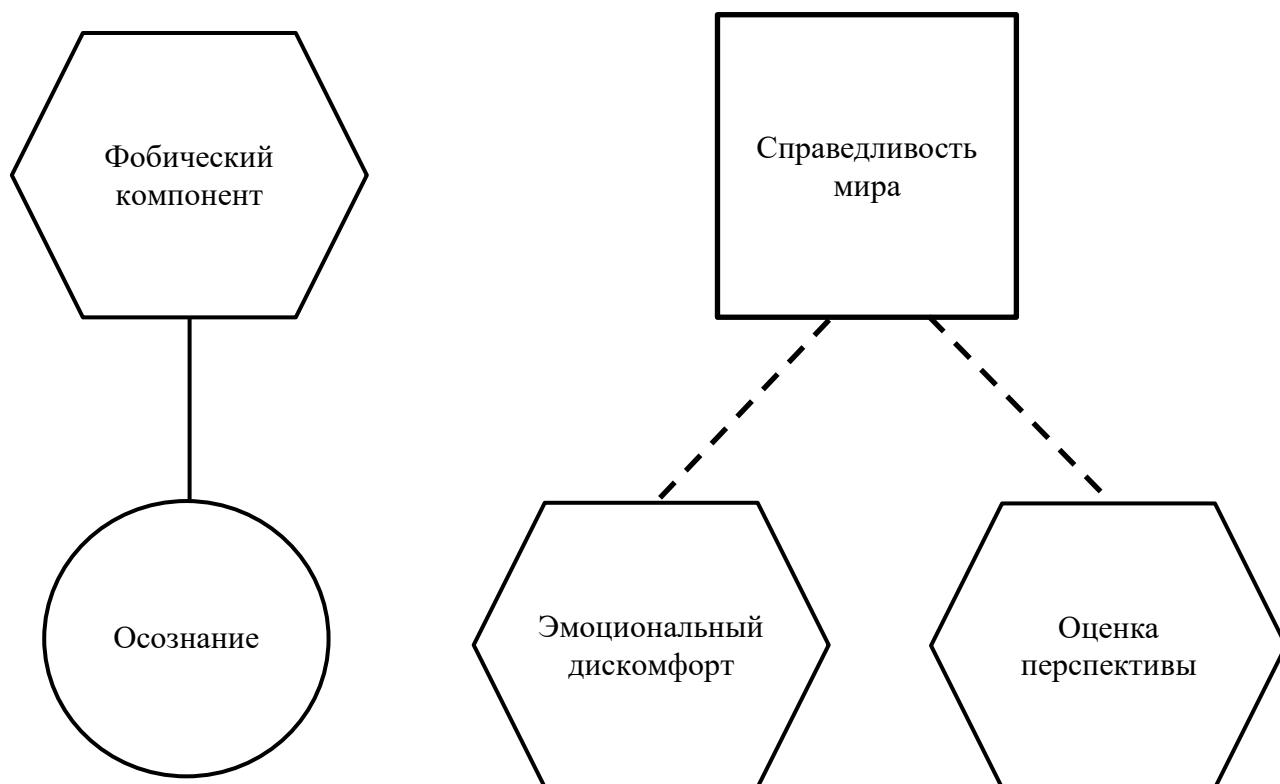 Фобический
компонент
Справедливость
мира
Осознание
Эмоциональный
дискомфорт
Оценка
перспективы